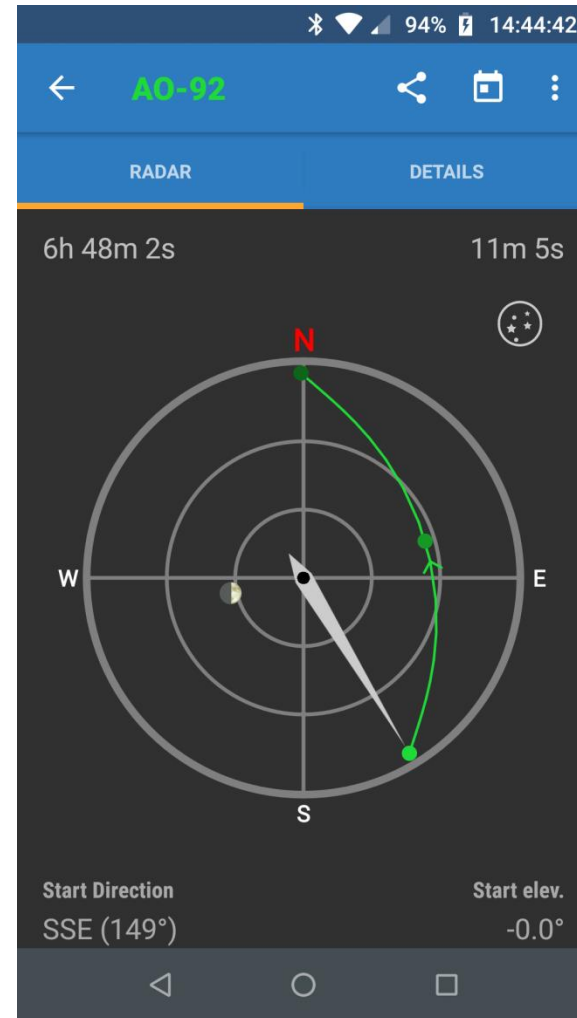 94% 14:44:42
AO-92
RADAR DETAILS
6h 48m 2s 11m 5s
N
W E
S
Start Direction Start elev.
SSE (149°) -0.0°